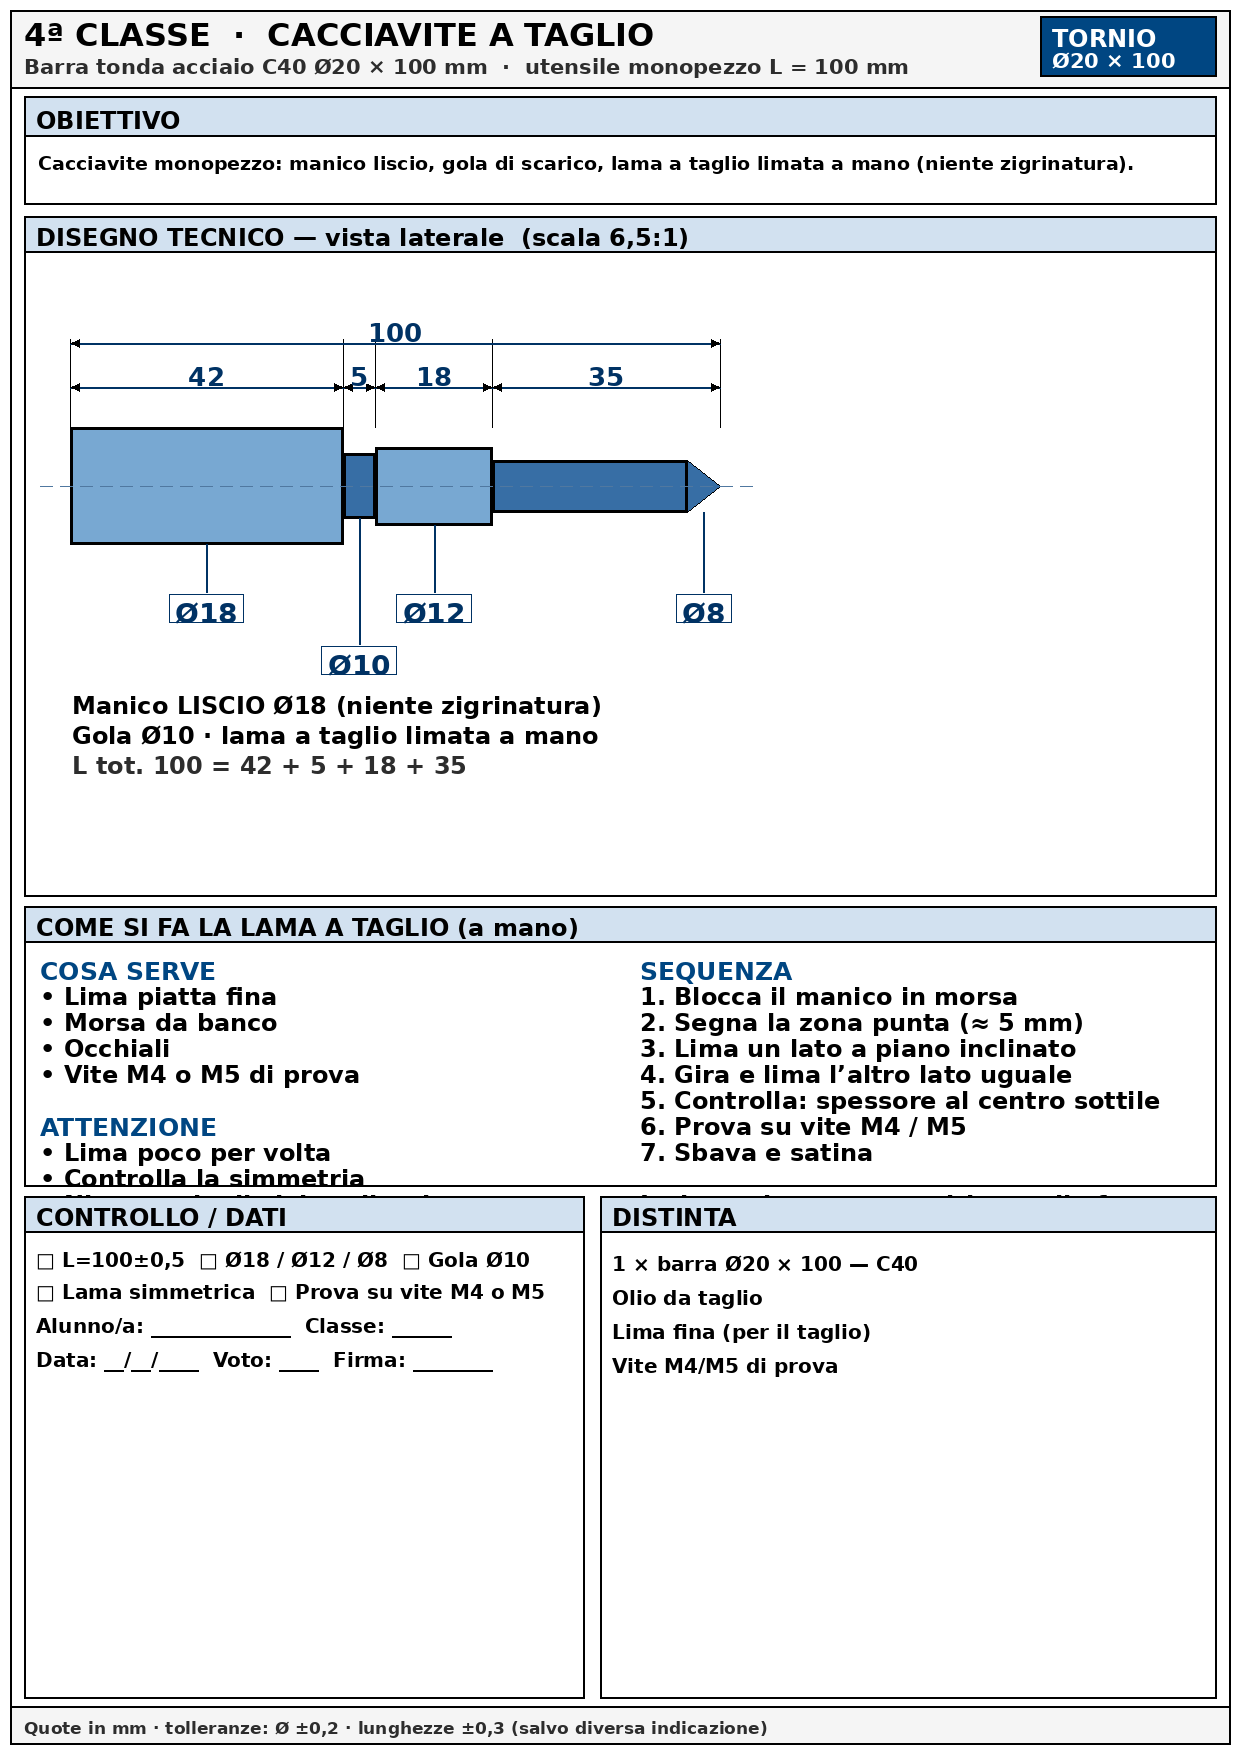 4ª CLASSE · CACCIAVITE A TAGLIO
Barra tonda acciaio C40 Ø20 × 100 mm · utensile monopezzo L = 100 mm
TORNIO
Ø20 × 100
OBIETTIVO
Cacciavite monopezzo: manico liscio, gola di scarico, lama a taglio limata a mano (niente zigrinatura).
DISEGNO TECNICO — vista laterale (scala 6,5:1)
100
42 5 18 35
Ø18 Ø12 Ø8
Ø10
Manico LISCIO Ø18 (niente zigrinatura)
Gola Ø10 · lama a taglio limata a mano
L tot. 100 = 42 + 5 + 18 + 35
COME SI FA LA LAMA A TAGLIO (a mano)
COSA SERVE
• Lima piatta fina
• Morsa da banco
• Occhiali
• Vite M4 o M5 di prova
ATTENZIONE
• Lima poco per volta
• Controlla la simmetria
SEQUENZA
1. Blocca il manico in morsa
2. Segna la zona punta (≈ 5 mm)
3. Lima un lato a piano inclinato
4. Gira e lima l’altro lato uguale
5. Controlla: spessore al centro sottile
6. Prova su vite M4 / M5
7. Sbava e satina
CONTROLLO / DATI
□ L=100±0,5 □ Ø18 / Ø12 / Ø8 □ Gola Ø10
□ Lama simmetrica □ Prova su vite M4 o M5
Alunno/a: ______________ Classe: ______
Data: __/__/____ Voto: ____ Firma: ________
DISTINTA
1 × barra Ø20 × 100 — C40
Olio da taglio
Lima fina (per il taglio)
Vite M4/M5 di prova
Quote in mm · tolleranze: Ø ±0,2 · lunghezze ±0,3 (salvo diversa indicazione)